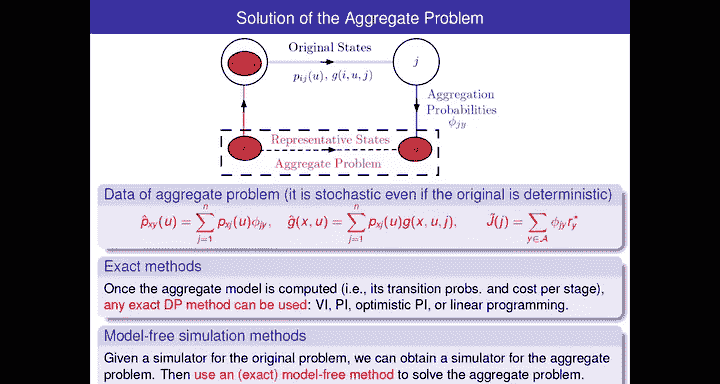 Solution of the Aggregate Problem
Original States
p_{ij}(u), g(i, u, j)
j
Aggregation
Probabilities
ϕ_{jy}
Representative States
Aggregate Problem
Data of aggregate problem (it is stochastic even if the original is deterministic)
p̂_{xy}(u) = ∑_{j=1}^{n} p_{xj}(u)ϕ_{jy}, ĝ(x, u) = ∑_{j=1}^{n} p_{xj}(u)g(x, u, j), J̃(j) = ∑_{y∈𝒜} ϕ_{jy} r_y^*
Exact methods
Once the aggregate model is computed (i.e., its transition probs. and cost per stage),
any exact DP method can be used: VI, PI, optimistic PI, or linear programming.
Model-free simulation methods
Given a simulator for the original problem, we can obtain a simulator for the aggregate
problem. Then use an (exact) model-free method to solve the aggregate problem.